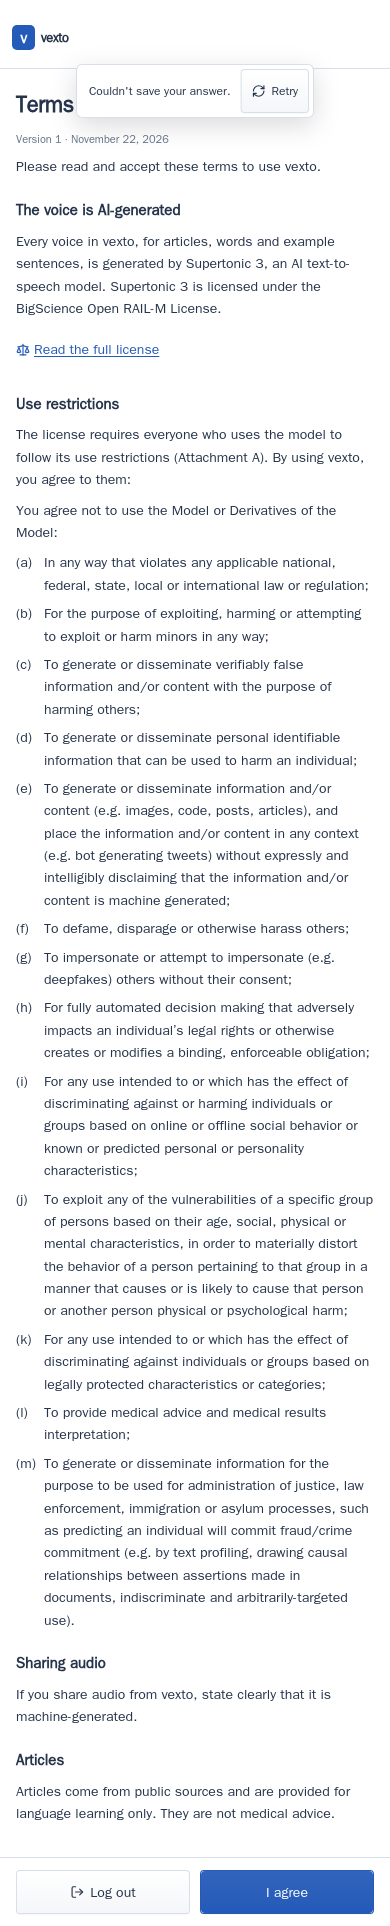 v vexto
Couldn't save your answer. Retry
Terms
Version 1 · November 22, 2026
Please read and accept these terms to use vexto.
The voice is AI-generated
Every voice in vexto, for articles, words and example
sentences, is generated by Supertonic 3, an AI text-to-
speech model. Supertonic 3 is licensed under the
BigScience Open RAIL-M License.
Read the full license
Use restrictions
The license requires everyone who uses the model to
follow its use restrictions (Attachment A). By using vexto,
you agree to them:
You agree not to use the Model or Derivatives of the
Model:
(a) In any way that violates any applicable national,
federal, state, local or international law or regulation;
(b) For the purpose of exploiting, harming or attempting
to exploit or harm minors in any way;
(c) To generate or disseminate verifiably false
information and/or content with the purpose of
harming others;
(d) To generate or disseminate personal identifiable
information that can be used to harm an individual;
(e) To generate or disseminate information and/or
content (e.g. images, code, posts, articles), and
place the information and/or content in any context
(e.g. bot generating tweets) without expressly and
intelligibly disclaiming that the information and/or
content is machine generated;
(f) To defame, disparage or otherwise harass others;
(g) To impersonate or attempt to impersonate (e.g.
deepfakes) others without their consent;
(h) For fully automated decision making that adversely
impacts an individual's legal rights or otherwise
creates or modifies a binding, enforceable obligation;
(i) For any use intended to or which has the effect of
discriminating against or harming individuals or
groups based on online or offline social behavior or
known or predicted personal or personality
characteristics;
(j) To exploit any of the vulnerabilities of a specific group
of persons based on their age, social, physical or
mental characteristics, in order to materially distort
the behavior of a person pertaining to that group in a
manner that causes or is likely to cause that person
or another person physical or psychological harm;
(k) For any use intended to or which has the effect of
discriminating against individuals or groups based on
legally protected characteristics or categories;
(l) To provide medical advice and medical results
interpretation;
(m) To generate or disseminate information for the
purpose to be used for administration of justice, law
enforcement, immigration or asylum processes, such
as predicting an individual will commit fraud/crime
commitment (e.g. by text profiling, drawing causal
relationships between assertions made in
documents, indiscriminate and arbitrarily-targeted
use).
Sharing audio
If you share audio from vexto, state clearly that it is
machine-generated.
Articles
Articles come from public sources and are provided for
language learning only. They are not medical advice.
Log out I agree